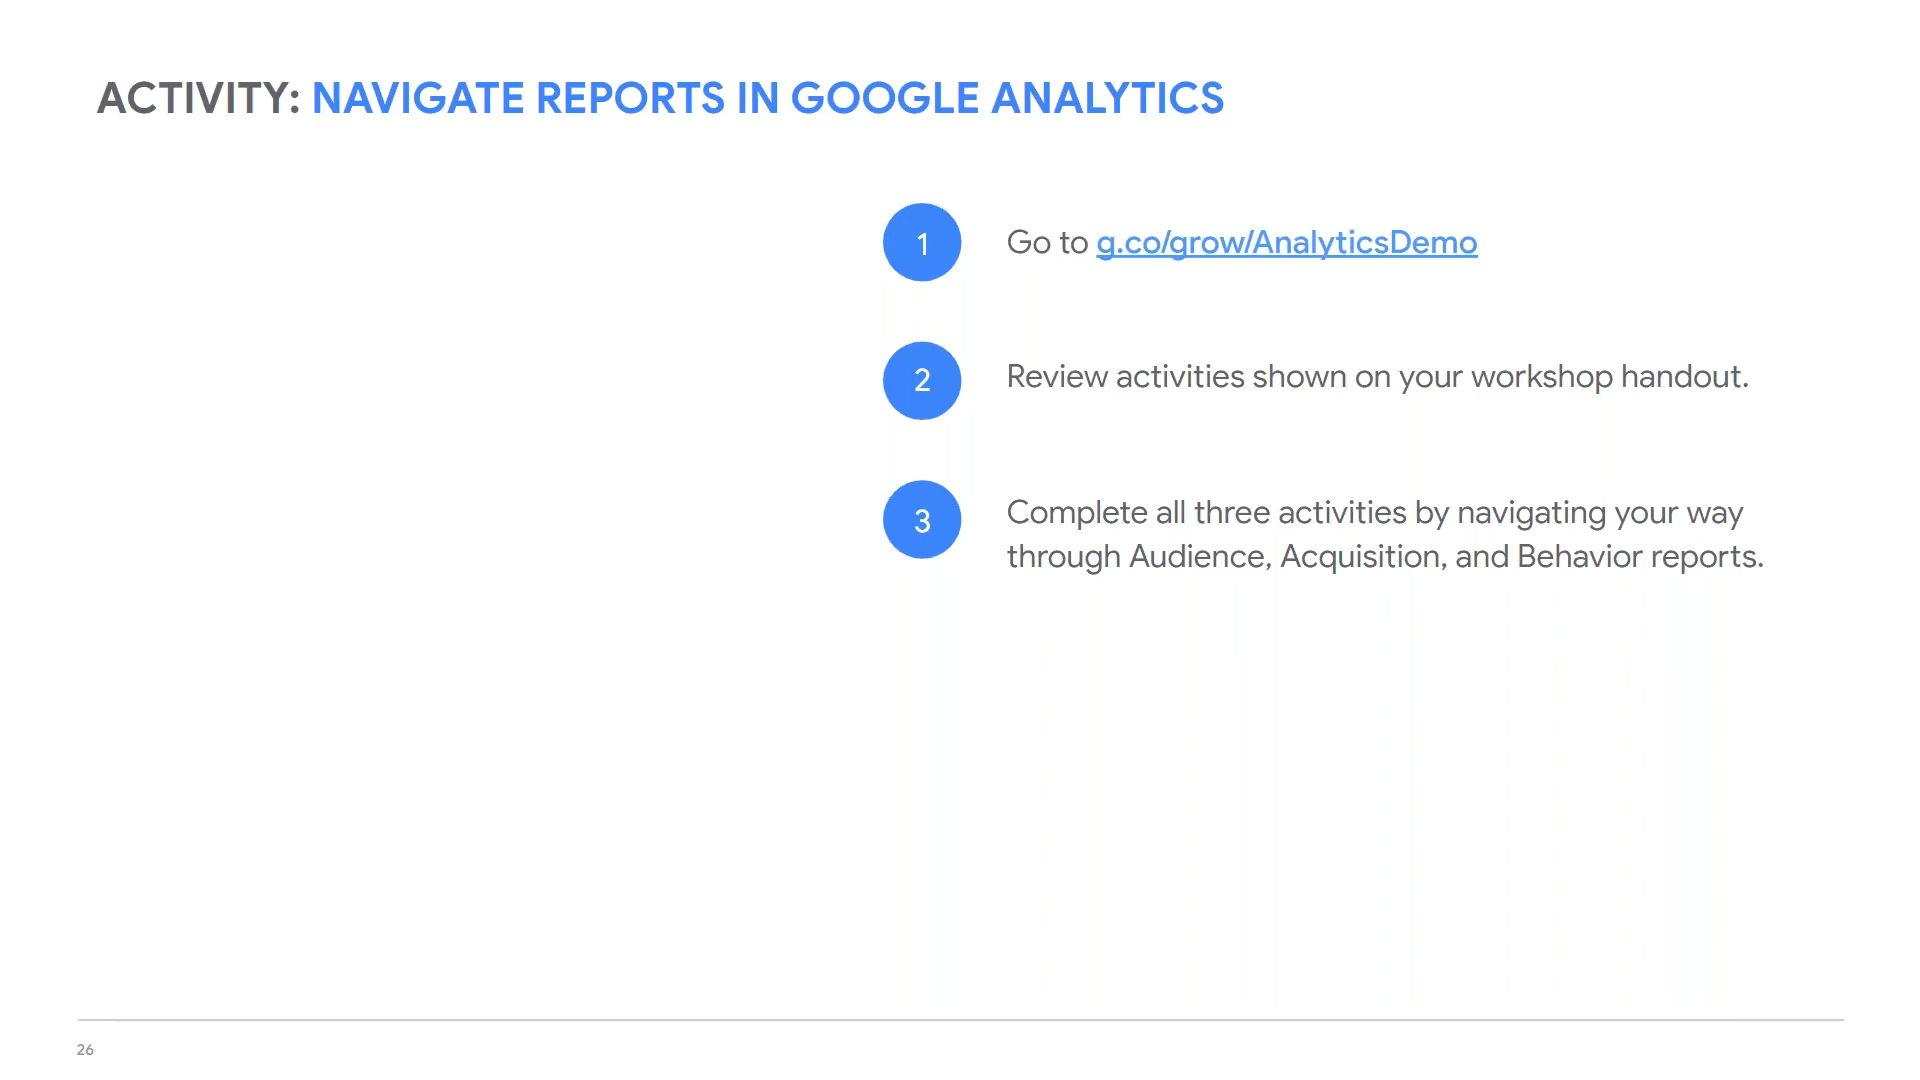 ACTIVITY: NAVIGATE REPORTS IN GOOGLE ANALYTICS
1
Go to g.co/grow/AnalyticsDemo
2
Review activities shown on your workshop handout.
3
Complete all three activities by navigating your way
through Audience, Acquisition, and Behavior reports.
26